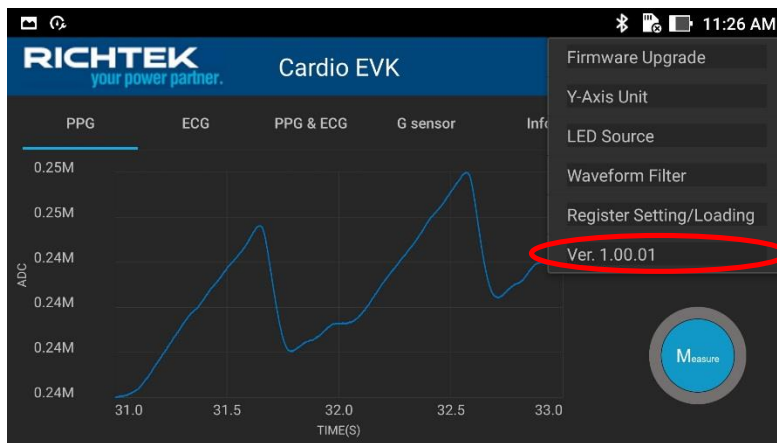 11:26 AM
RICHTEK
your power partner.
Cardio EVK
Firmware Upgrade
Y-Axis Unit
LED Source
Waveform Filter
Register Setting/Loading
Ver. 1.00.01
PPG
ECG
PPG & ECG
G sensor
0.25M
0.25M
0.24M
0.24M
0.24M
0.24M
ADC
31.0
31.5
32.0
32.5
33.0
TIME(S)
Measure